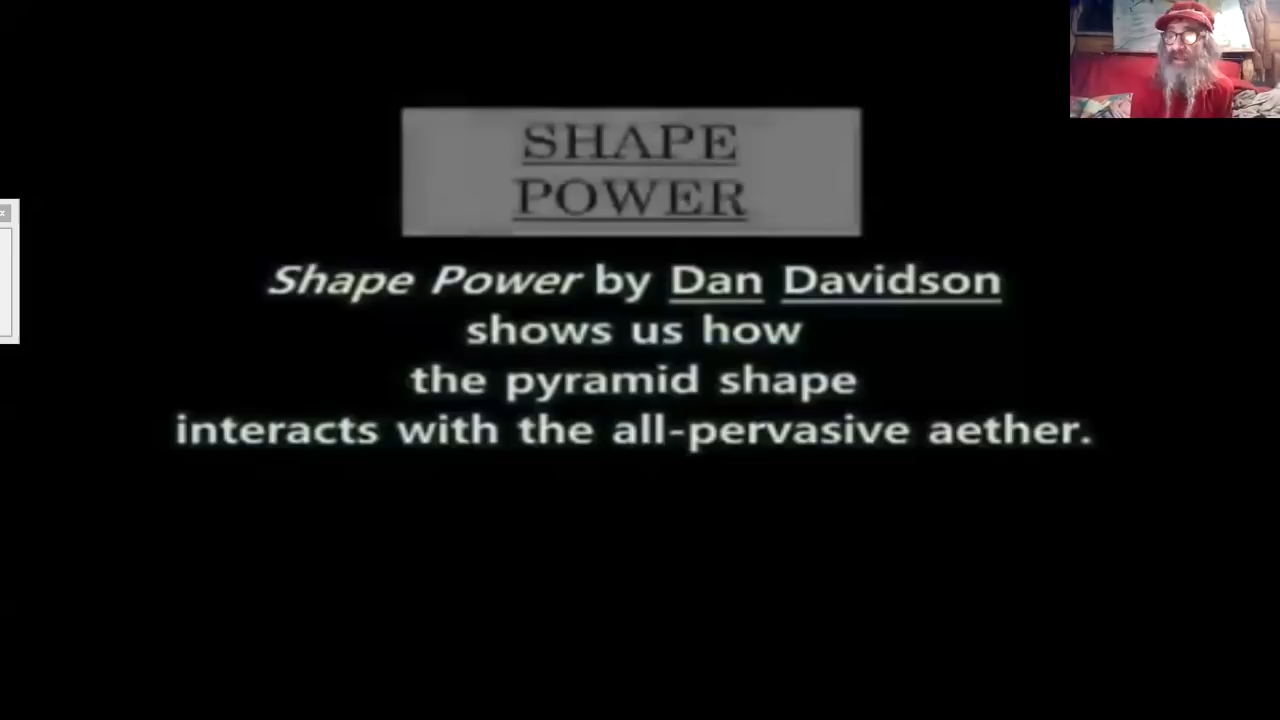 SHAPE
POWER
Shape Power by Dan Davidson
shows us how
the pyramid shape
interacts with the all-pervasive aether.
x